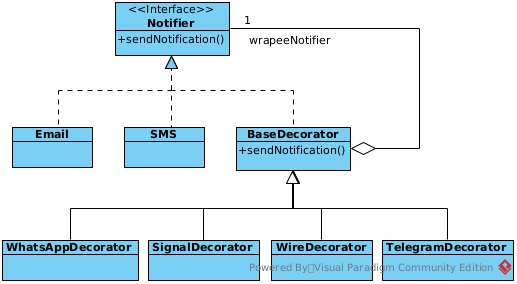 <<Interface>>
Notifier
+sendNotification()
1
wrapeeNotifier
Email
SMS
BaseDecorator
+sendNotification()
WhatsAppDecorator
SignalDecorator
WireDecorator
TelegramDecorator
Powered By Visual Paradigm Community Edition